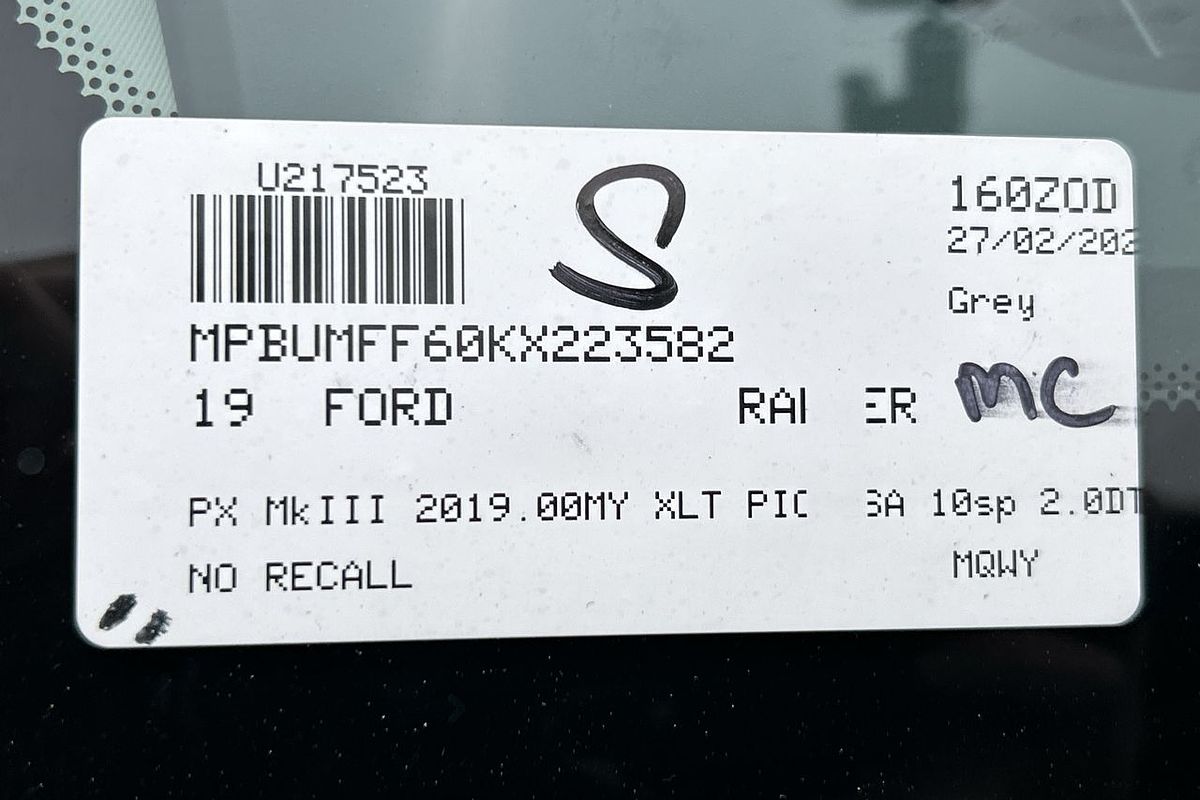 U217523
S
160ZOD
27/02/202
Grey
MPBUMFF60KX223582
19 FORD ER
MC
PX MkIII 2019.00MY XLT PIC SA 10sp 2.0DT
NO RECALL
MQWY